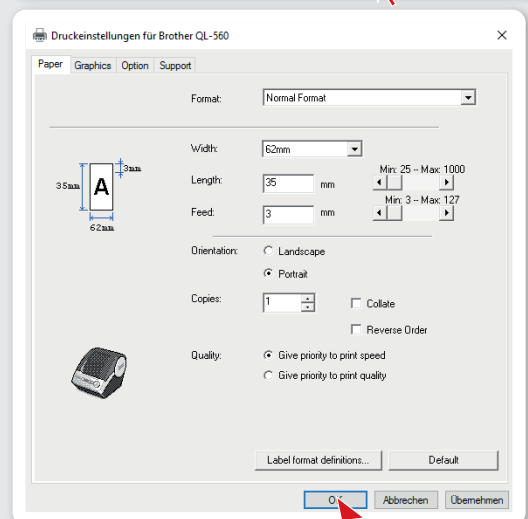 Druckeinstellungen für Brother QL-560
Paper Graphics Option Support
Format: Normal Format
Width: 62mm
Min: 25 -- Max: 1000
Length: 35 mm
Min: 3 -- Max: 127
Feed: 3 mm
3mm
35mm A
62mm
Orientation: Landscape
Portrait
Copies: 1 Collate
Reverse Order
Quality: Give priority to print speed
Give priority to print quality
Label format definitions... Default
OK Abbrechen Übernehmen